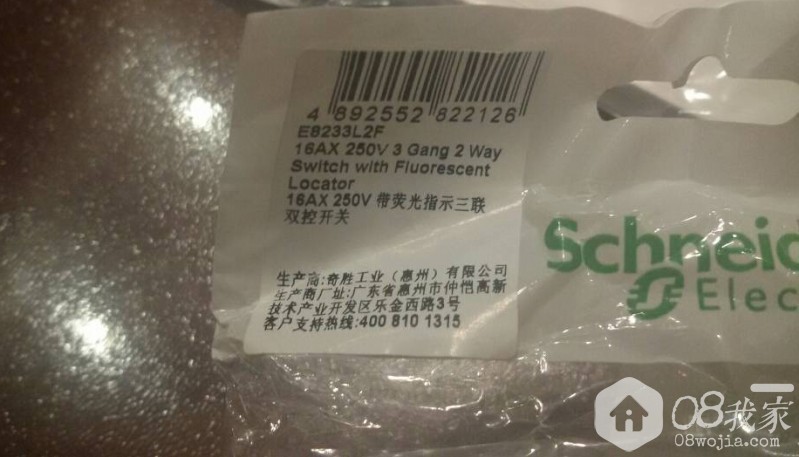 4 892552 822126
E8233L2F
16AX 250V 3 Gang 2 Way
Switch with Fluorescent
Locator
16AX 250V 带荧光指示三联
双控开关
生产商:奇胜工业（惠州）有限公司
生产商厂址:广东省惠州市仲恺高新
技术产业开发区乐金西路3号
客户支持热线:400 810 1315
Schneid
Elec
08我家
08wojia.com